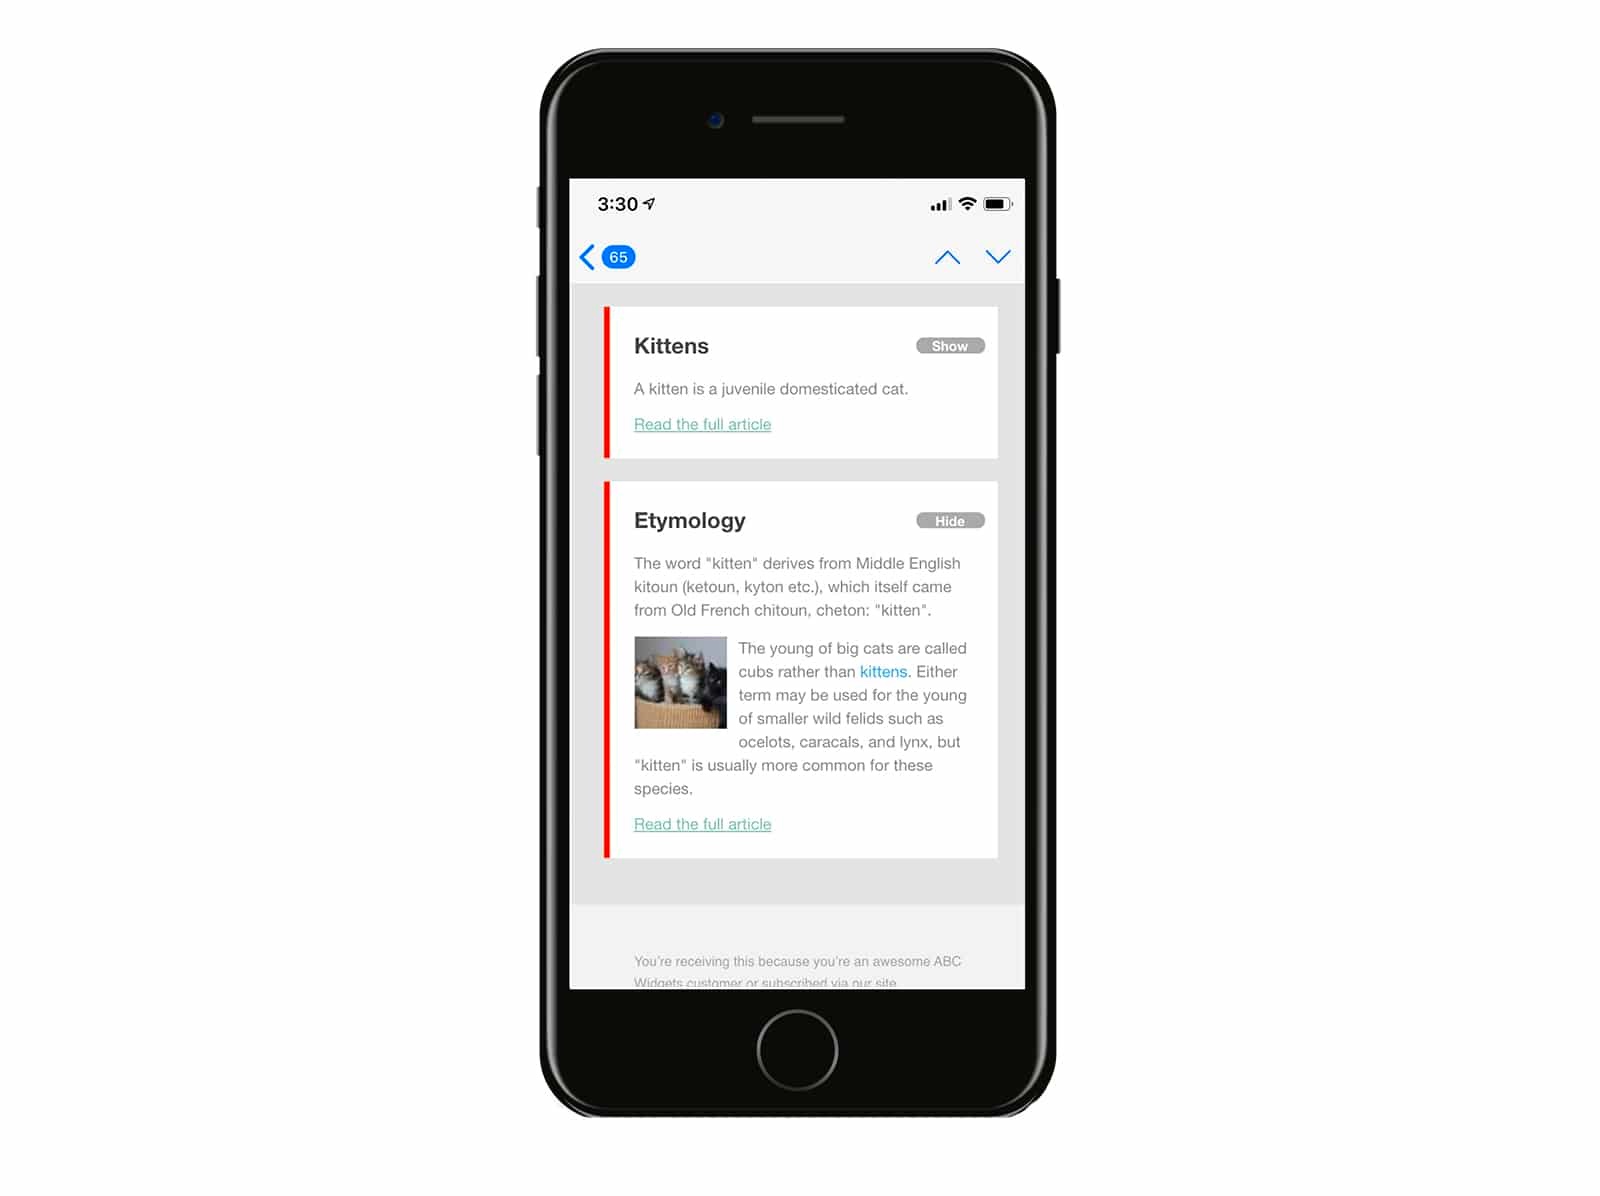 3:30
65
Kittens
Show
A kitten is a juvenile domesticated cat.
Read the full article
Etymology
Hide
The word "kitten" derives from Middle English
kitoun (ketoun, kyton etc.), which itself came
from Old French chitoun, cheton: "kitten".
The young of big cats are called
cubs rather than kittens. Either
term may be used for the young
of smaller wild felids such as
ocelots, caracals, and lynx, but
"kitten" is usually more common for these
species.
Read the full article
You're receiving this because you're an awesome ABC
Widgets customer or subscribed via our site